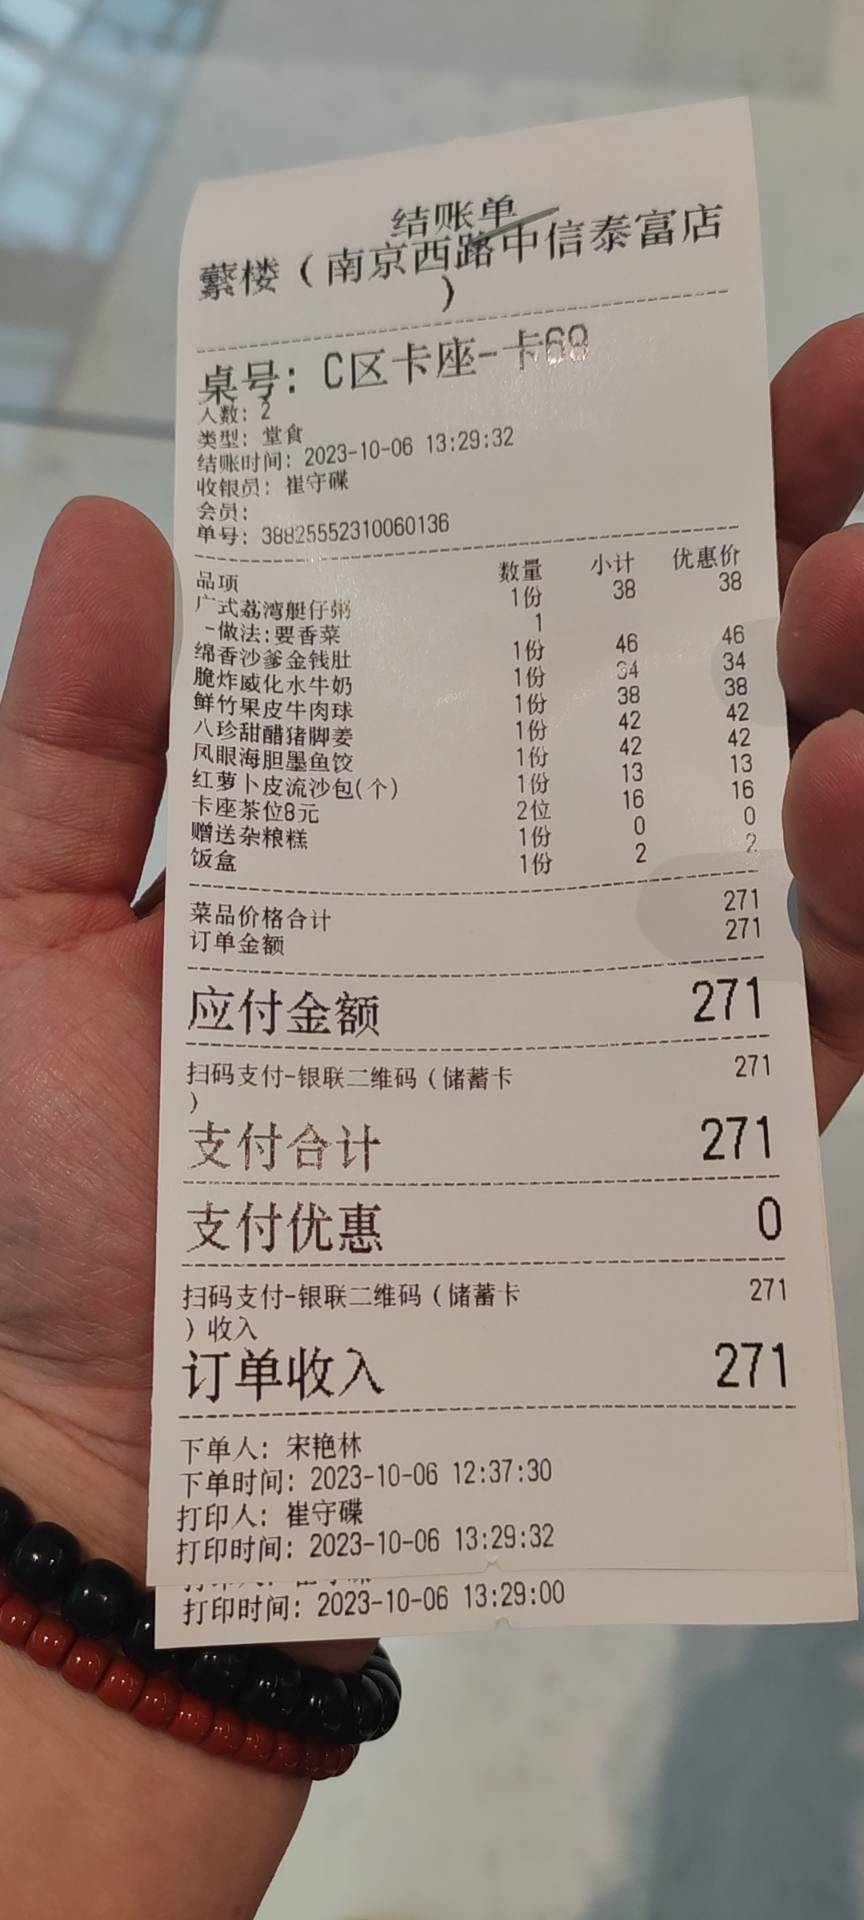 结账单
蘩楼（南京西路中信泰富店
）
桌号: C区卡座-卡69
人数: 2
类型: 堂食
结账时间: 2023-10-06 13:29:32
收银员: 崔守碟
会员:
单号: 38825552310060136
品项 数量 小计 优惠价
广式荔湾艇仔粥 1份 38 38
-做法:要香菜 1
绵香沙爹金钱肚 1份 46 46
脆炸威化水牛奶 1份 34 34
鲜竹果皮牛肉球 1份 38 38
八珍甜醋猪脚姜 1份 42 42
凤眼海胆墨鱼饺 1份 42 42
红萝卜皮流沙包(个) 1份 13 13
卡座茶位8元 2位 16 16
赠送杂粮糕 1份 0 0
饭盒 1份 2 2
菜品价格合计 271
订单金额 271
应付金额 271
扫码支付-银联二维码（储蓄卡 271
）
支付合计 271
支付优惠 0
扫码支付-银联二维码（储蓄卡 271
）收入
订单收入 271
下单人: 宋艳林
下单时间: 2023-10-06 12:37:30
打印人: 崔守碟
打印时间: 2023-10-06 13:29:32
打印时间: 2023-10-06 13:29:00